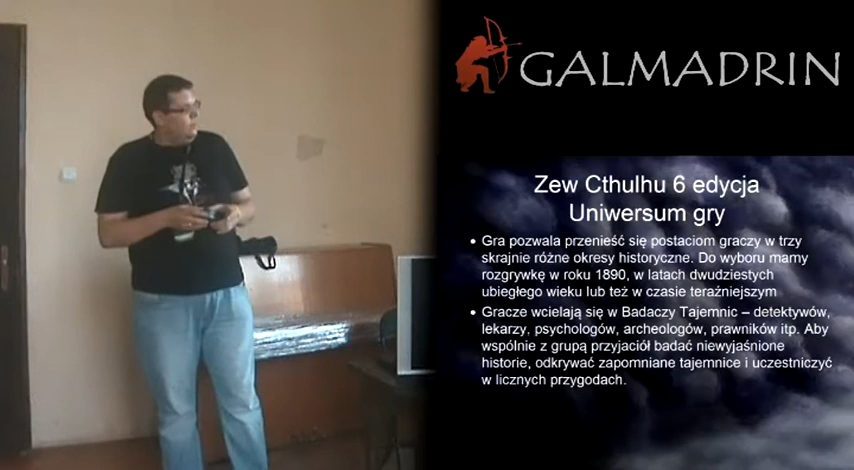 GALMADRIN
Zew Cthulhu 6 edycja
Uniwersum gry
• Gra pozwala przenieść się postaciom graczy w trzy
skrajnie różne okresy historyczne. Do wyboru mamy
rozgrywkę w roku 1890, w latach dwudziestych
ubiegłego wieku lub też w czasie teraźniejszym
• Gracze wcielają się w Badaczy Tajemnic – detektywów,
lekarzy, psychologów, archeologów, prawników itp. Aby
wspólnie z grupą przyjaciół badać niewyjaśnione
historie, odkrywać zapomniane tajemnice i uczestniczyć
w licznych przygodach.